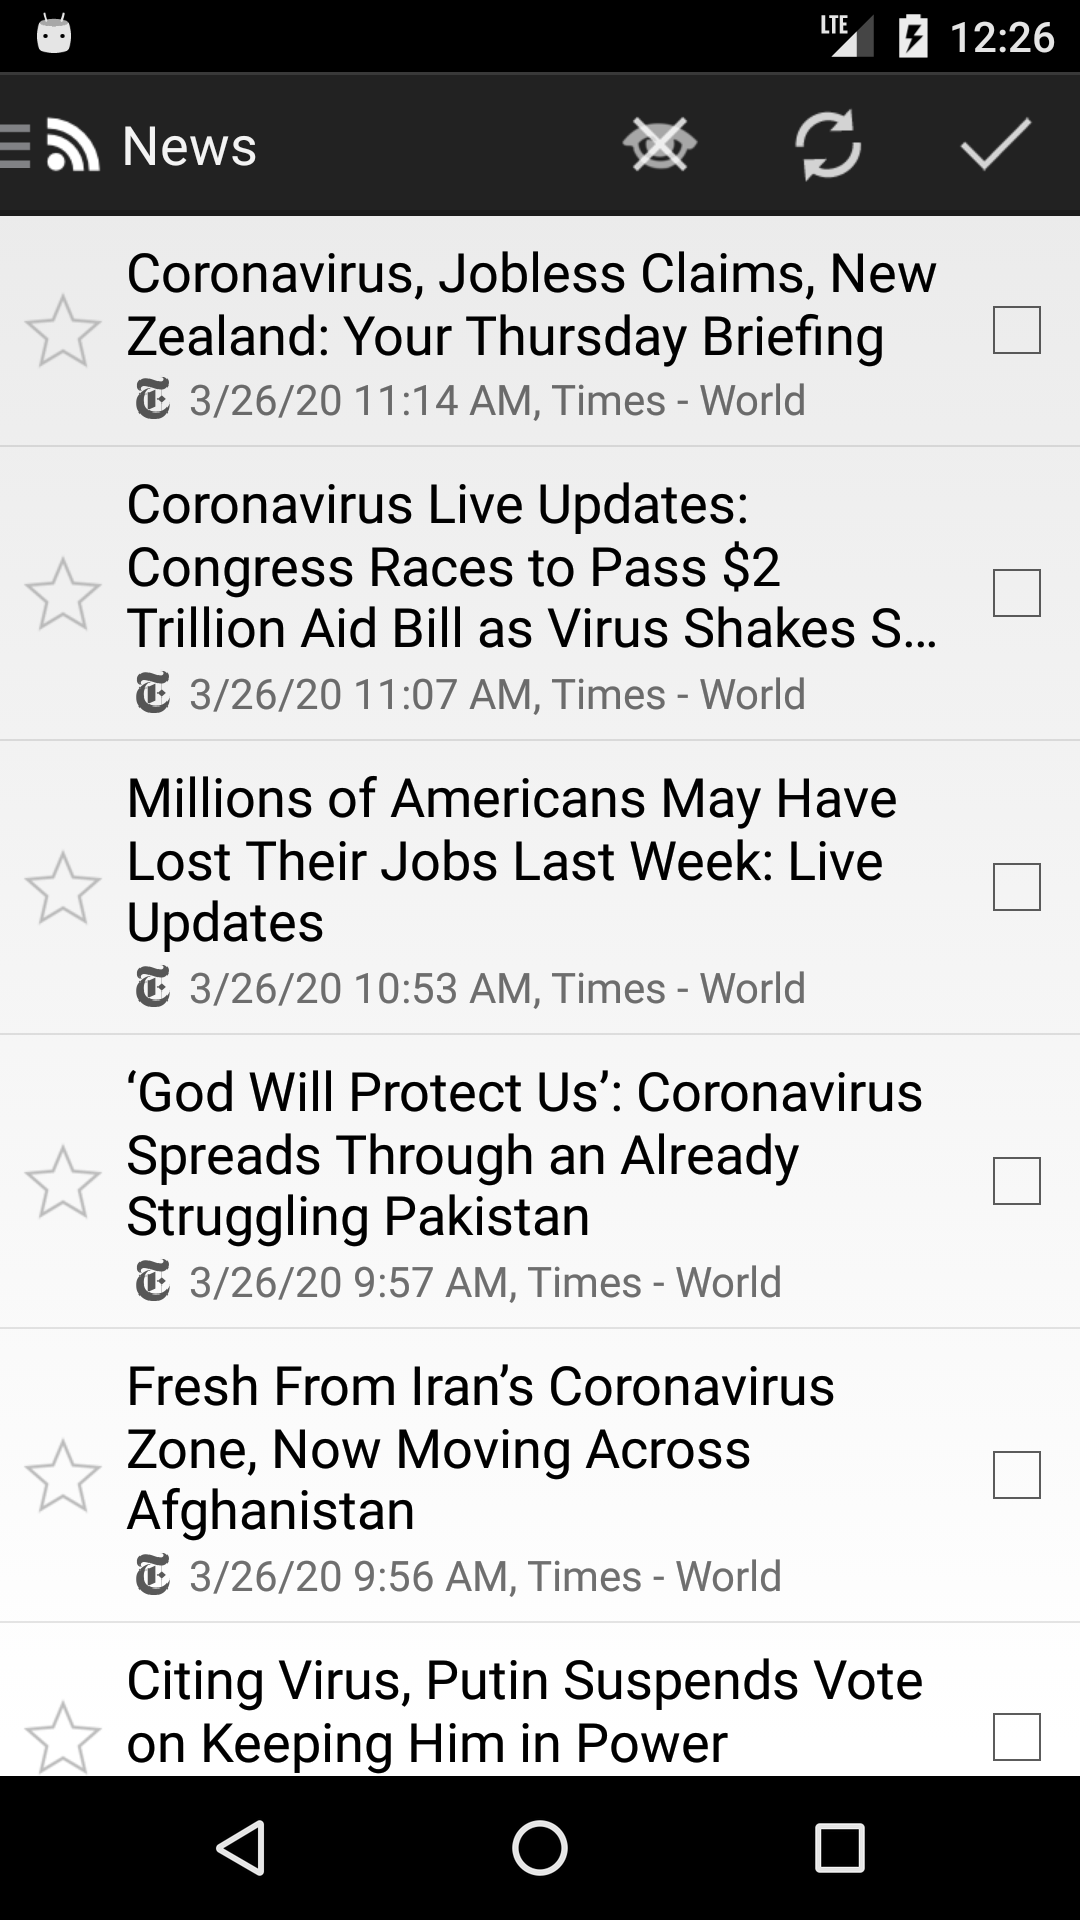 LTE 12:26
News
Coronavirus, Jobless Claims, New
Zealand: Your Thursday Briefing
3/26/20 11:14 AM, Times - World
Coronavirus Live Updates:
Congress Races to Pass $2
Trillion Aid Bill as Virus Shakes S…
3/26/20 11:07 AM, Times - World
Millions of Americans May Have
Lost Their Jobs Last Week: Live
Updates
3/26/20 10:53 AM, Times - World
‘God Will Protect Us’: Coronavirus
Spreads Through an Already
Struggling Pakistan
3/26/20 9:57 AM, Times - World
Fresh From Iran’s Coronavirus
Zone, Now Moving Across
Afghanistan
3/26/20 9:56 AM, Times - World
Citing Virus, Putin Suspends Vote
on Keeping Him in Power